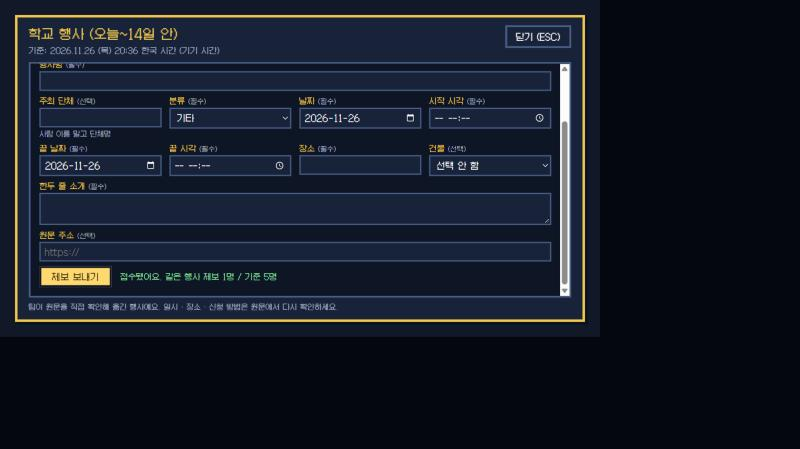 학교 행사 (오늘~14일 안)
닫기 (ESC)
기준: 2026.11.26 (목) 20:36 한국 시간 (기기 시간)
행사명 (필수)
주최 단체 (선택) 분류 (필수) 날짜 (필수) 시작 시각 (필수)
기타 2026-11-26 -- --:--
사람 이름 말고 단체명
끝 날짜 (필수) 끝 시각 (필수) 장소 (필수) 건물 (선택)
2026-11-26 -- --:-- 선택 안 함
한두 줄 소개 (필수)
원문 주소 (선택)
https://
제보 보내기 접수됐어요. 같은 행사 제보 1명 / 기준 5명
팀이 원문을 직접 확인해 옮긴 행사예요. 일시 · 장소 · 신청 방법은 원문에서 다시 확인하세요.